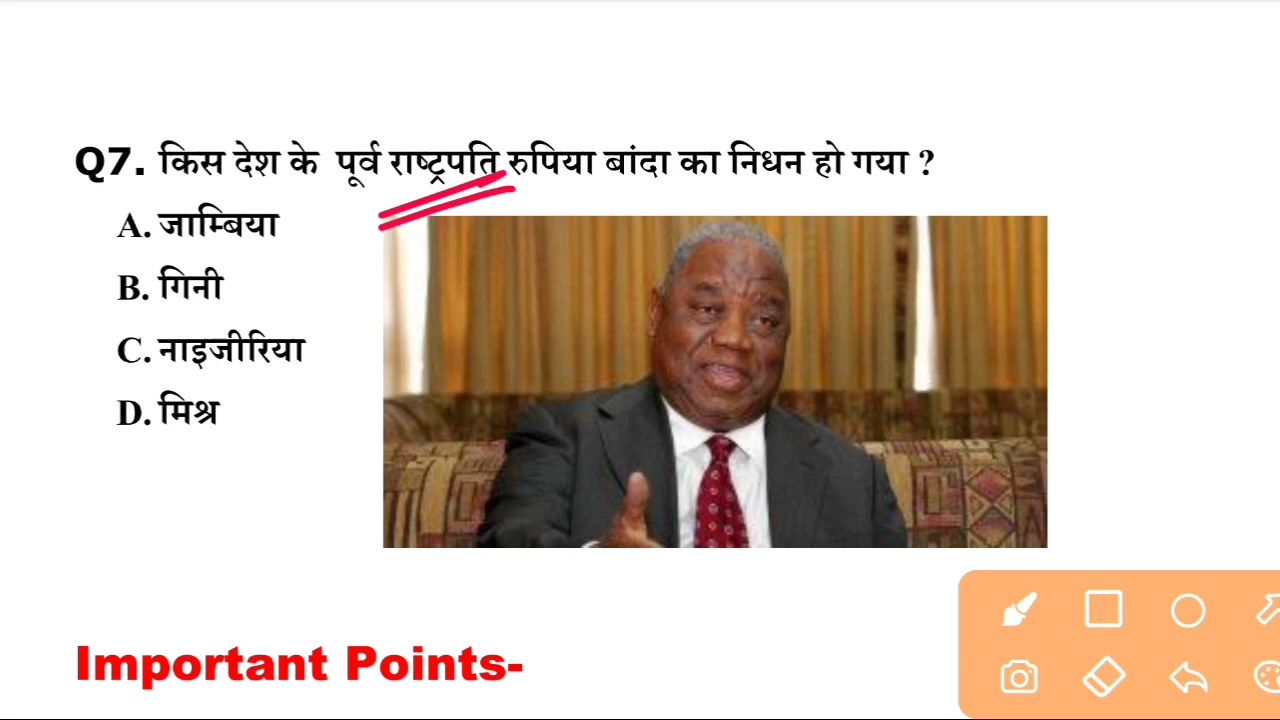 Q7. किस देश के पूर्व राष्ट्रपति रुपिया बांदा का निधन हो गया ?
A. जाम्बिया
B. गिनी
C. नाइजीरिया
D. मिश्र
Important Points-